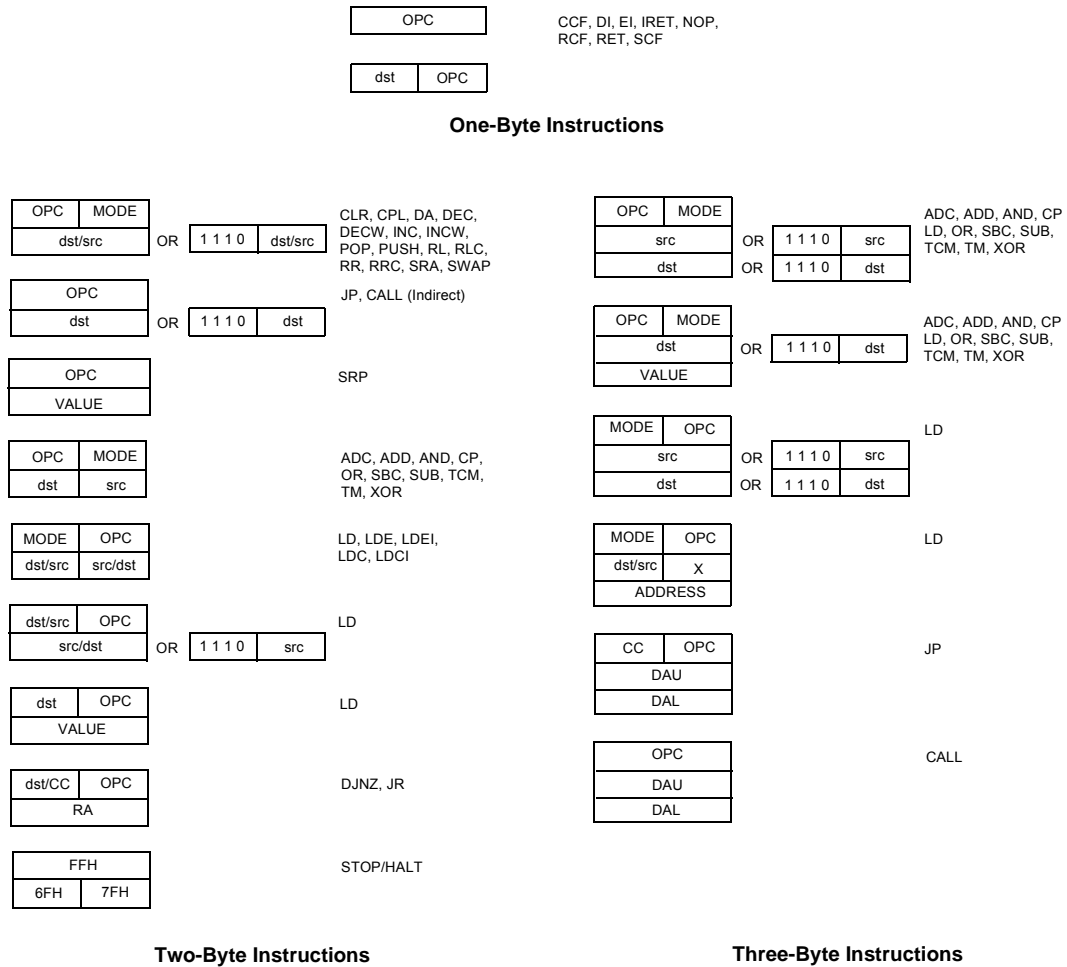 OPC
CCF, DI, EI, IRET, NOP,
RCF, RET, SCF
dst OPC
One-Byte Instructions
OPC MODE
dst/src OR 1 1 1 0 dst/src
CLR, CPL, DA, DEC,
DECW, INC, INCW,
POP, PUSH, RL, RLC,
RR, RRC, SRA, SWAP
OPC
dst OR 1 1 1 0 dst
JP, CALL (Indirect)
OPC
VALUE
SRP
OPC MODE
dst src
ADC, ADD, AND, CP,
OR, SBC, SUB, TCM,
TM, XOR
MODE OPC
dst/src src/dst
LD, LDE, LDEI,
LDC, LDCI
dst/src OPC
src/dst OR 1 1 1 0 src
LD
dst OPC
VALUE
LD
dst/CC OPC
RA
DJNZ, JR
FFH
6FH 7FH
STOP/HALT
Two-Byte Instructions
OPC MODE
src OR 1 1 1 0 src
dst OR 1 1 1 0 dst
ADC, ADD, AND, CP
LD, OR, SBC, SUB,
TCM, TM, XOR
OPC MODE
dst OR 1 1 1 0 dst
VALUE
ADC, ADD, AND, CP
LD, OR, SBC, SUB,
TCM, TM, XOR
MODE OPC
src OR 1 1 1 0 src
dst OR 1 1 1 0 dst
LD
MODE OPC
dst/src X
ADDRESS
LD
CC OPC
DAU
DAL
JP
OPC
DAU
DAL
CALL
Three-Byte Instructions